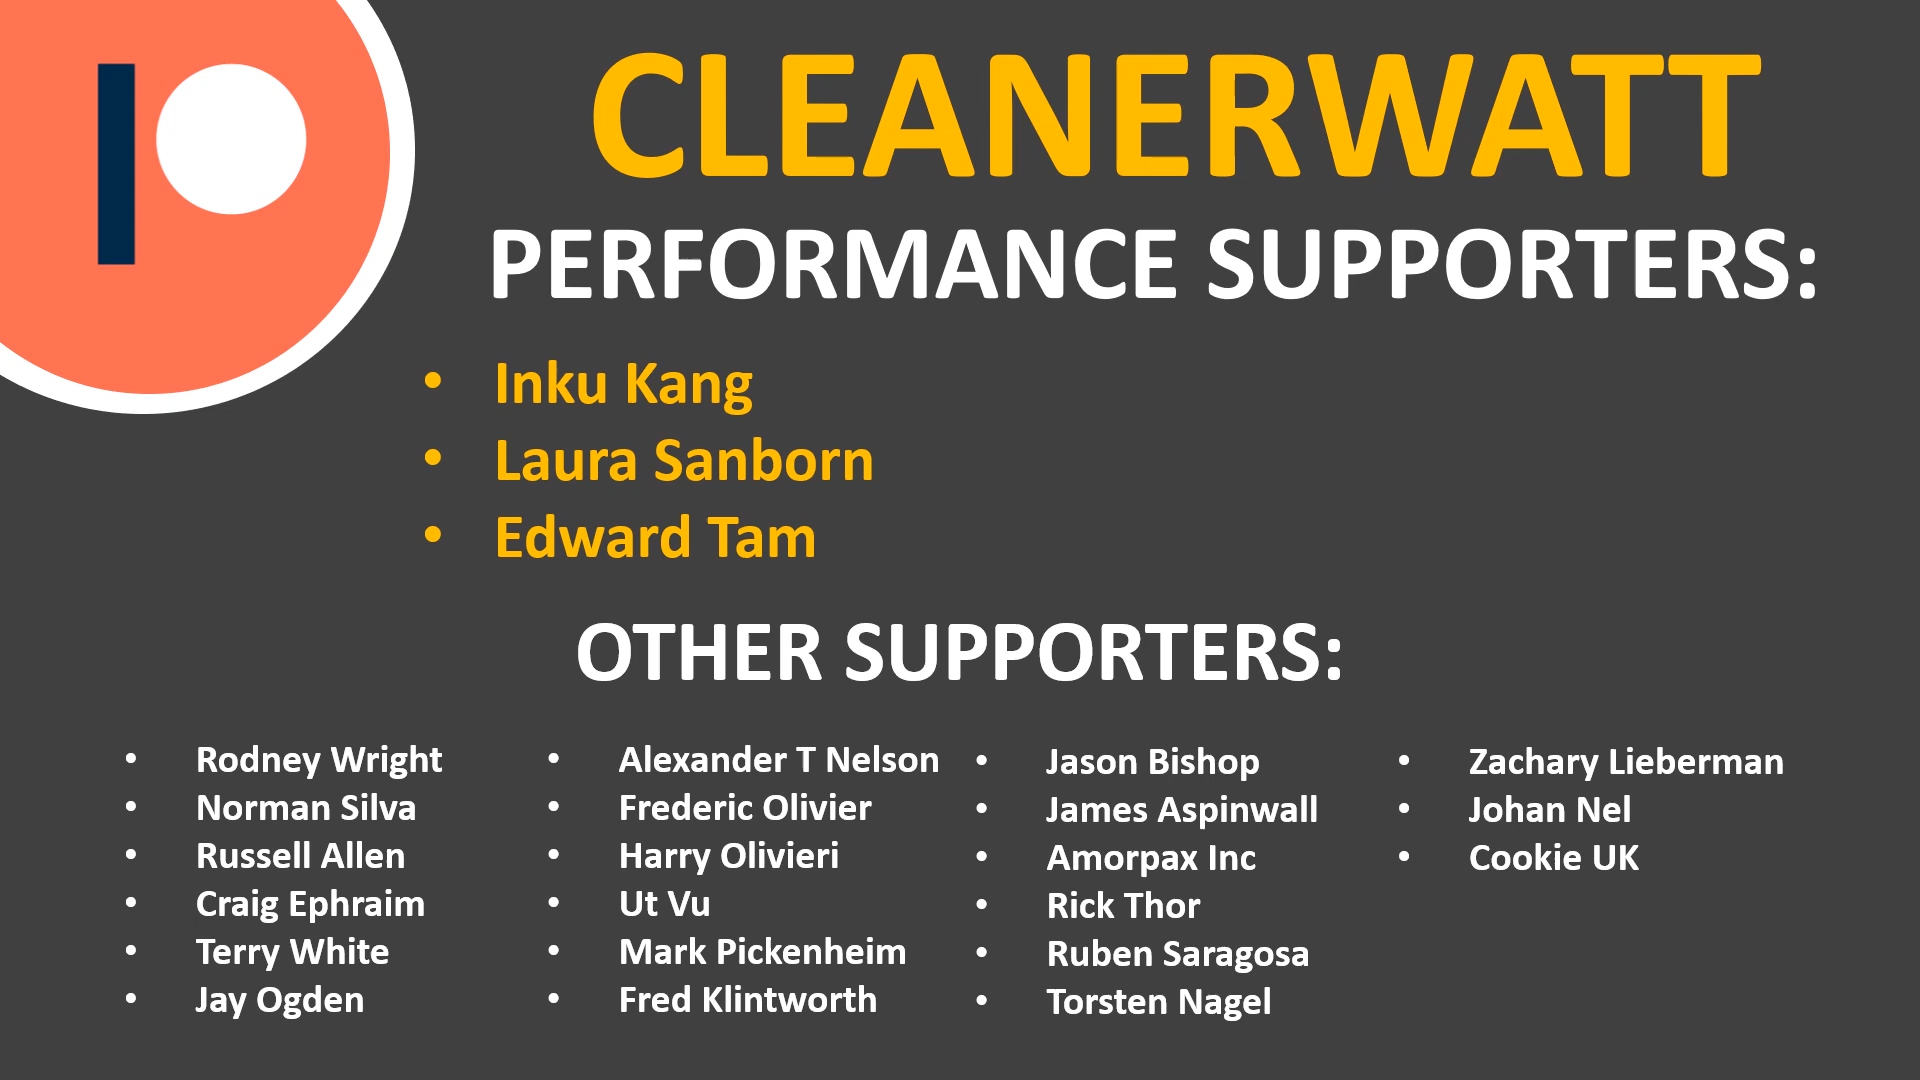 CLEANERWATT
PERFORMANCE SUPPORTERS:
• Inku Kang
• Laura Sanborn
• Edward Tam
OTHER SUPPORTERS:
• Rodney Wright
• Norman Silva
• Russell Allen
• Craig Ephraim
• Terry White
• Jay Ogden
• Alexander T Nelson
• Frederic Olivier
• Harry Olivieri
• Ut Vu
• Mark Pickenheim
• Fred Klintworth
• Jason Bishop
• James Aspinwall
• Amorpax Inc
• Rick Thor
• Ruben Saragosa
• Torsten Nagel
• Zachary Lieberman
• Johan Nel
• Cookie UK